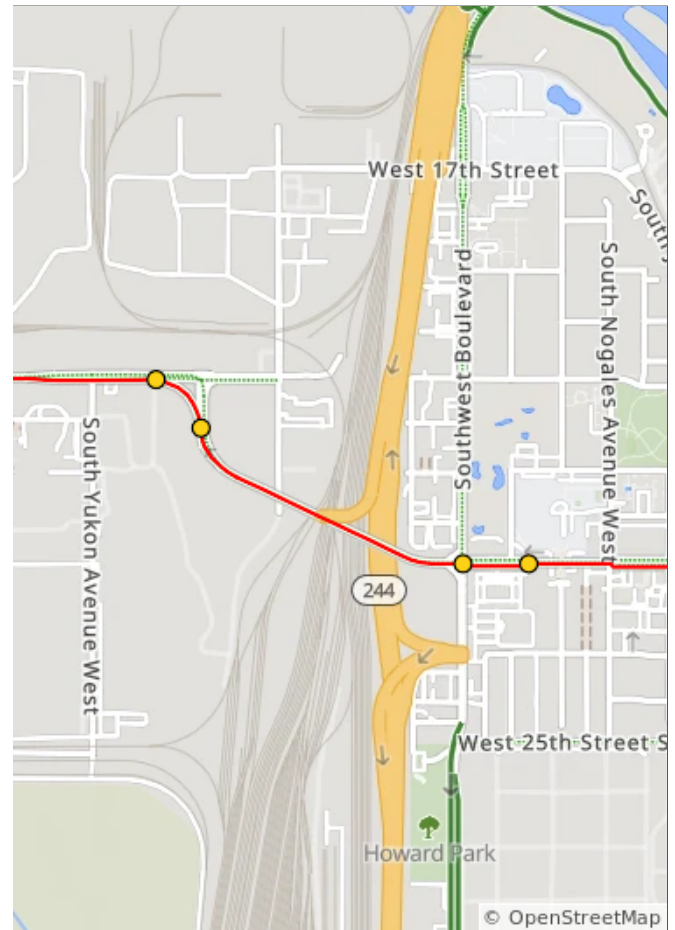 West 17th Street
South
Southwest Boulevard
South Nogales Avenue West
South Yukon Avenue West
244
West 25th Street S
Howard Park
© OpenStreetMap